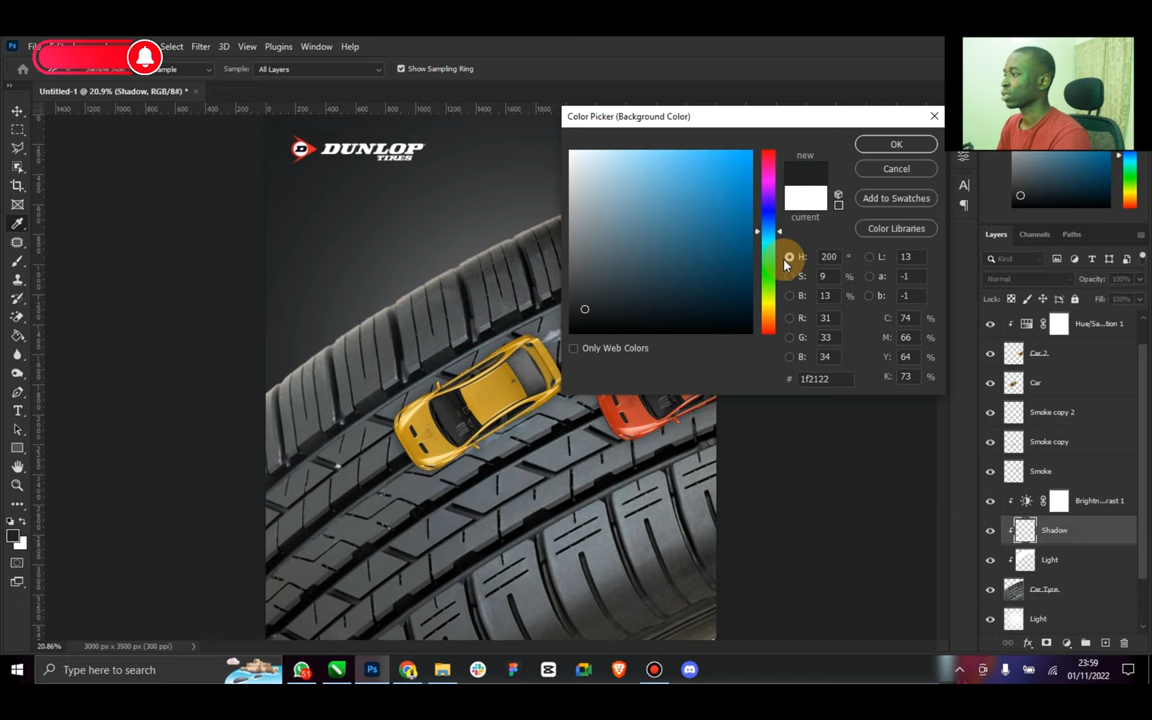 Select Filter 3D View Plugins Window Help
Sample: All Layers Show Sampling Ring
Untitled-1 @ 20.9% (Shadow, RGB/8#) *
DUNLOP
TIRES
Color Picker (Background Color)
new
current
OK
Cancel
Add to Swatches
Color Libraries
H: 200 ° L: 13
S: 9 % a: -1
B: 13 % b: -1
R: 31 C: 74 %
G: 33 M: 66 %
B: 34 Y: 64 %
# 1f2122 K: 73 %
Only Web Colors
Layers Channels Paths
Kind
Normal Opacity:
Lock: Fill:
Hue/Sa...tion 1
Car 2
Car
Smoke copy 2
Smoke copy
Smoke
Brightn...rast 1
Shadow
Light
Car Tyre
Light
20.86% 3000 px x 3500 px (300 ppi)
Type here to search
23:59
01/11/2022